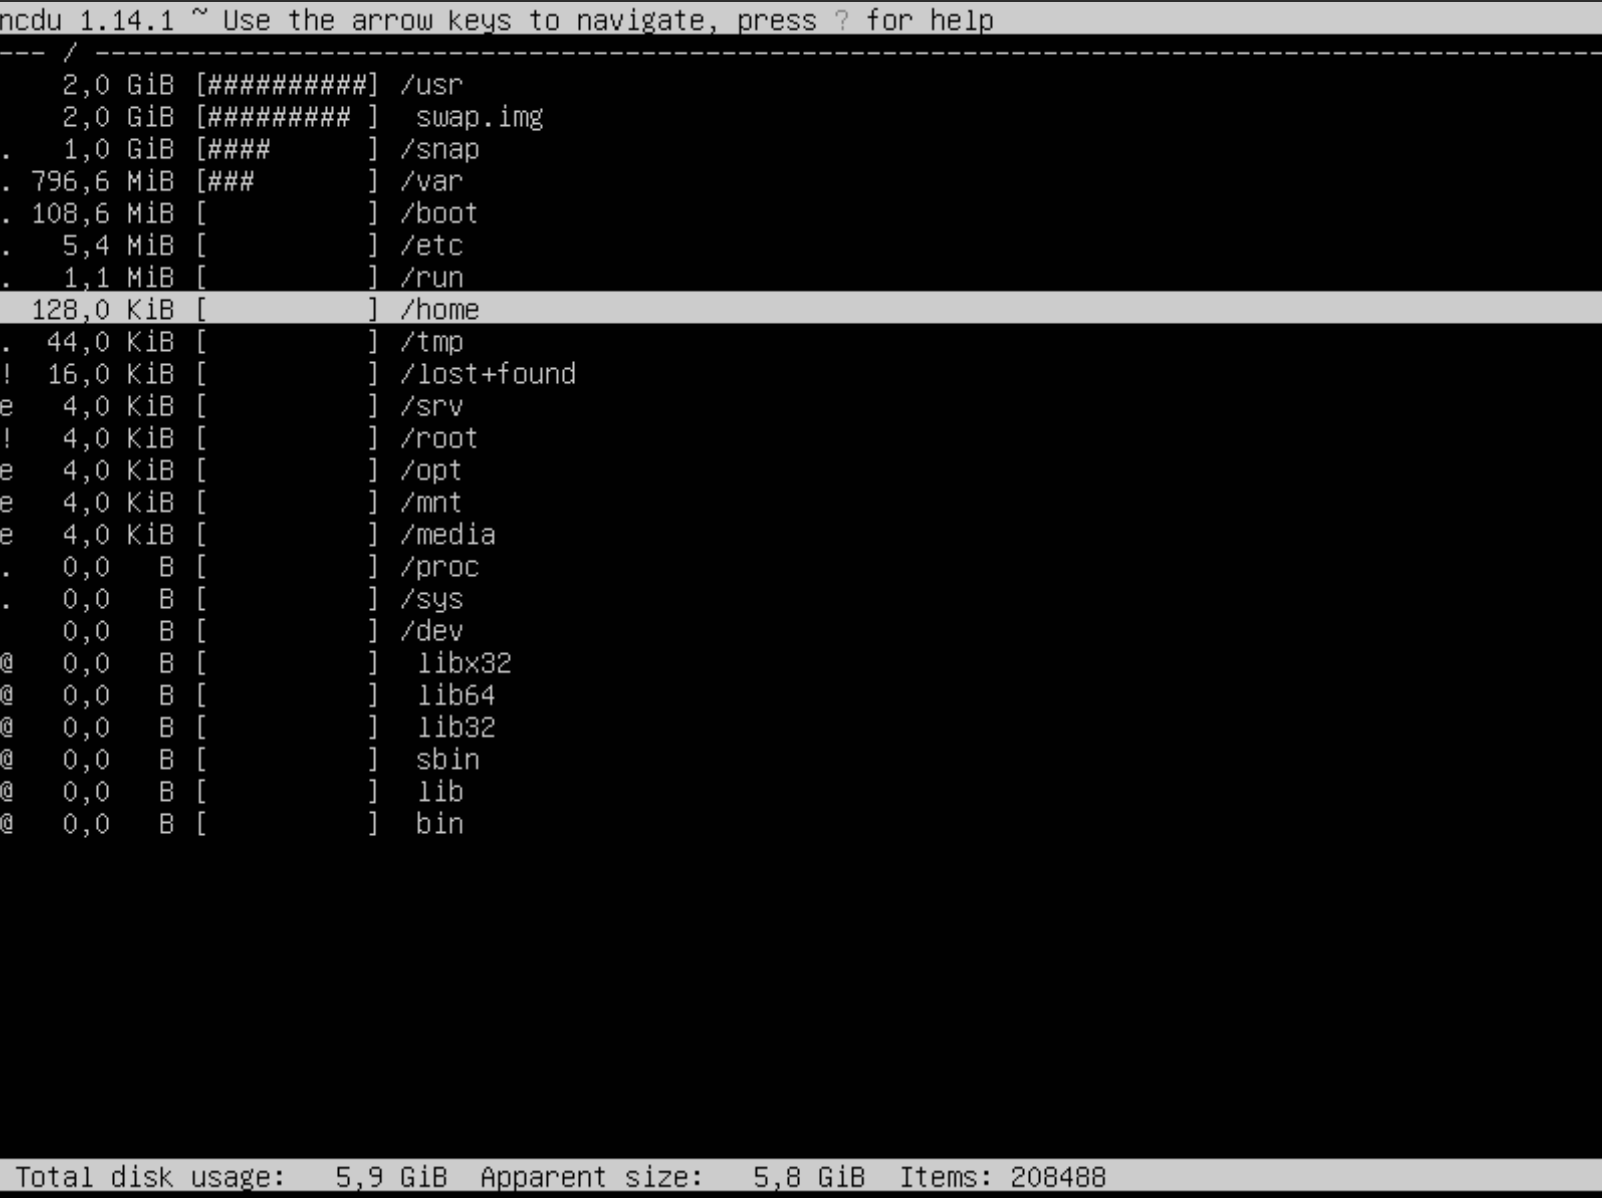 ncdu 1.14.1 ~ Use the arrow keys to navigate, press ? for help
--- / ----------------------------------------------------------------------------------------------
    2,0 GiB [##########] /usr
    2,0 GiB [######### ]  swap.img
.   1,0 GiB [####      ] /snap
. 796,6 MiB [###       ] /var
. 108,6 MiB [          ] /boot
.   5,4 MiB [          ] /etc
.   1,1 MiB [          ] /run
  128,0 KiB [          ] /home
.  44,0 KiB [          ] /tmp
!  16,0 KiB [          ] /lost+found
e   4,0 KiB [          ] /srv
!   4,0 KiB [          ] /root
e   4,0 KiB [          ] /opt
e   4,0 KiB [          ] /mnt
e   4,0 KiB [          ] /media
.   0,0   B [          ] /proc
.   0,0   B [          ] /sys
    0,0   B [          ] /dev
@   0,0   B [          ]  libx32
@   0,0   B [          ]  lib64
@   0,0   B [          ]  lib32
@   0,0   B [          ]  sbin
@   0,0   B [          ]  lib
@   0,0   B [          ]  bin
Total disk usage:   5,9 GiB  Apparent size:   5,8 GiB  Items: 208488